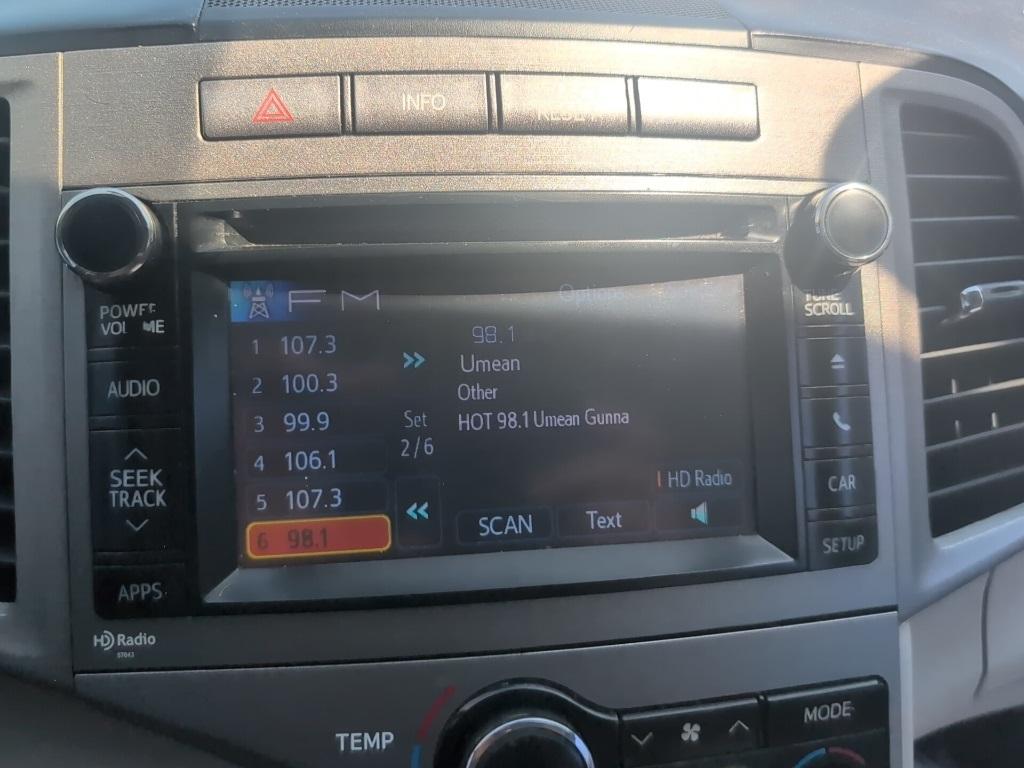 INFO
FM
1 107.3
2 100.3
3 99.9
4 106.1
5 107.3
6 98.1
Set
2/6
98.1
Umean
Other
HOT 98.1 Umean Gunna
HD Radio
SCAN
Text
POWER
VOLUME
AUDIO
SEEK
TRACK
APPS
HD Radio
TUNE
SCROLL
CAR
SETUP
TEMP
MODE